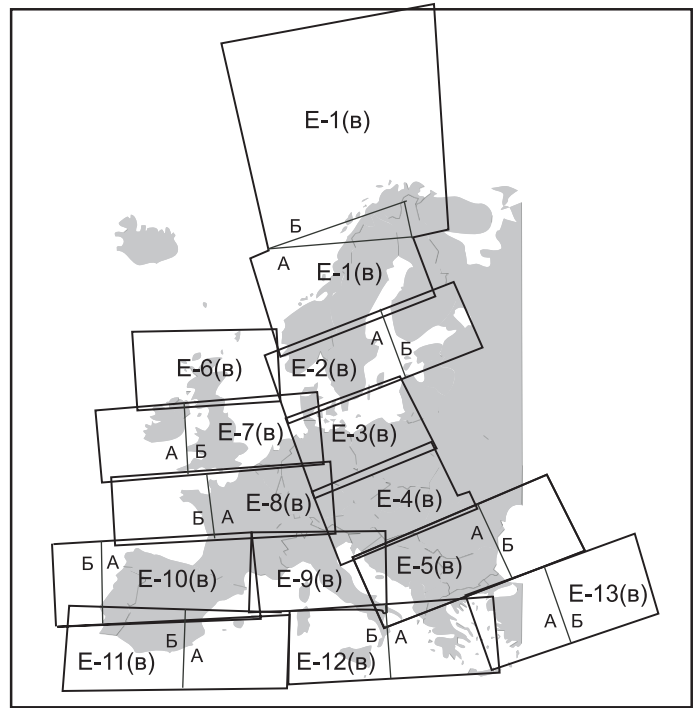 Е-1(в)
Б
А
Е-1(в)
А
Е-6(в)
Е-2(в)
Б
Е-7(в)
Е-3(в)
А
Б
Е-8(в)
Е-4(в)
Б
А
А
Б
А
Е-10(в)
Е-9(в)
Е-5(в)
Б
Е-13(в)
А
Б
Б
А
Б
А
Е-11(в)
Е-12(в)